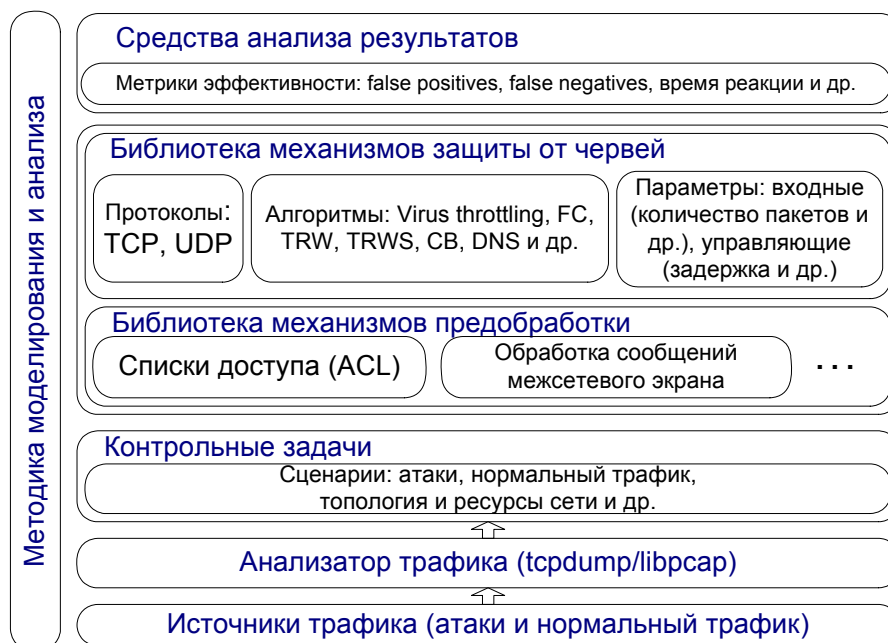 Методика моделирования и анализа
Средства анализа результатов
Метрики эффективности: false positives, false negatives, время реакции и др.
Библиотека механизмов защиты от червей
Протоколы:
TCP, UDP
Алгоритмы: Virus throttling, FC,
TRW, TRWS, CB, DNS и др.
Параметры: входные
(количество пакетов и
др.), управляющие
(задержка и др.)
Библиотека механизмов предобработки
Списки доступа (ACL)
Обработка сообщений
межсетевого экрана
...
Контрольные задачи
Сценарии: атаки, нормальный трафик,
топология и ресурсы сети и др.
Анализатор трафика (tcpdump/libpcap)
Источники трафика (атаки и нормальный трафик)